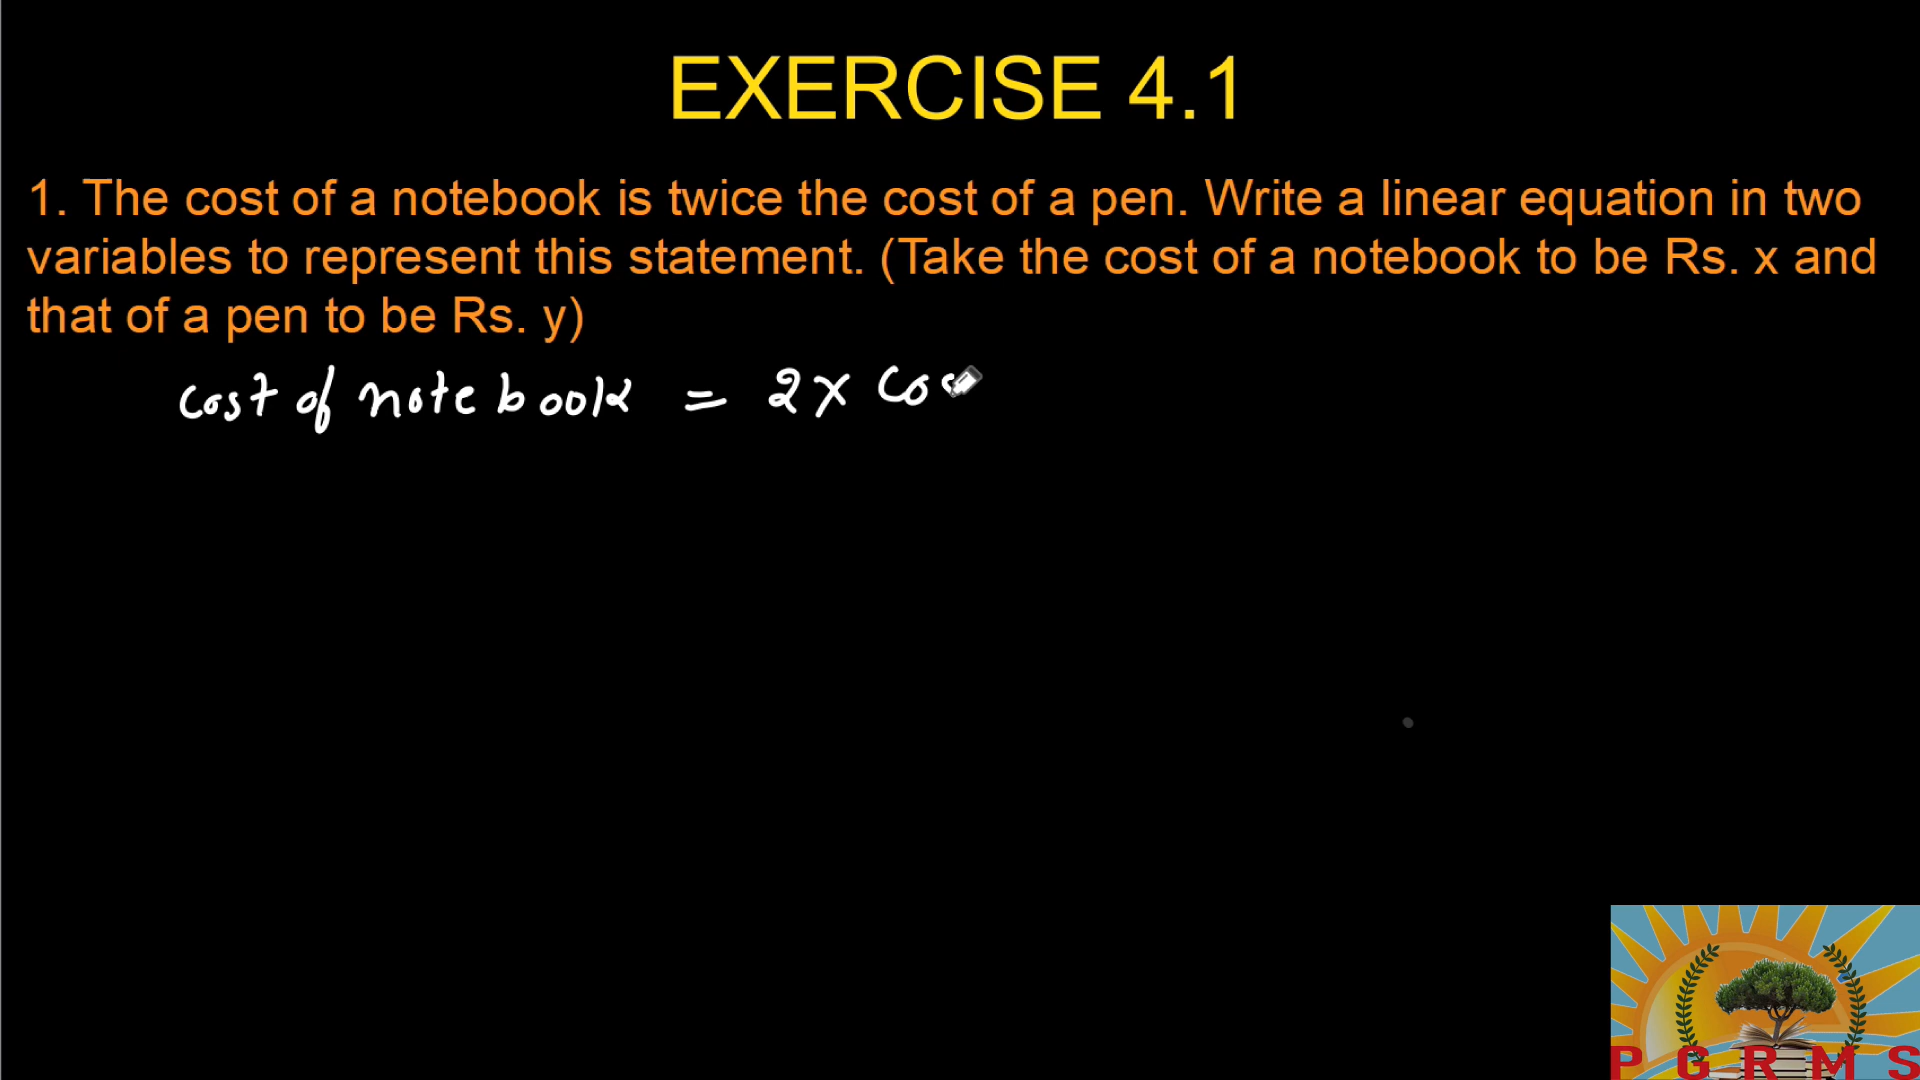 EXERCISE 4.1
1. The cost of a notebook is twice the cost of a pen. Write a linear equation in two
variables to represent this statement. (Take the cost of a notebook to be Rs. x and
that of a pen to be Rs. y)
cost of notebook = 2 x cos
P G R M S